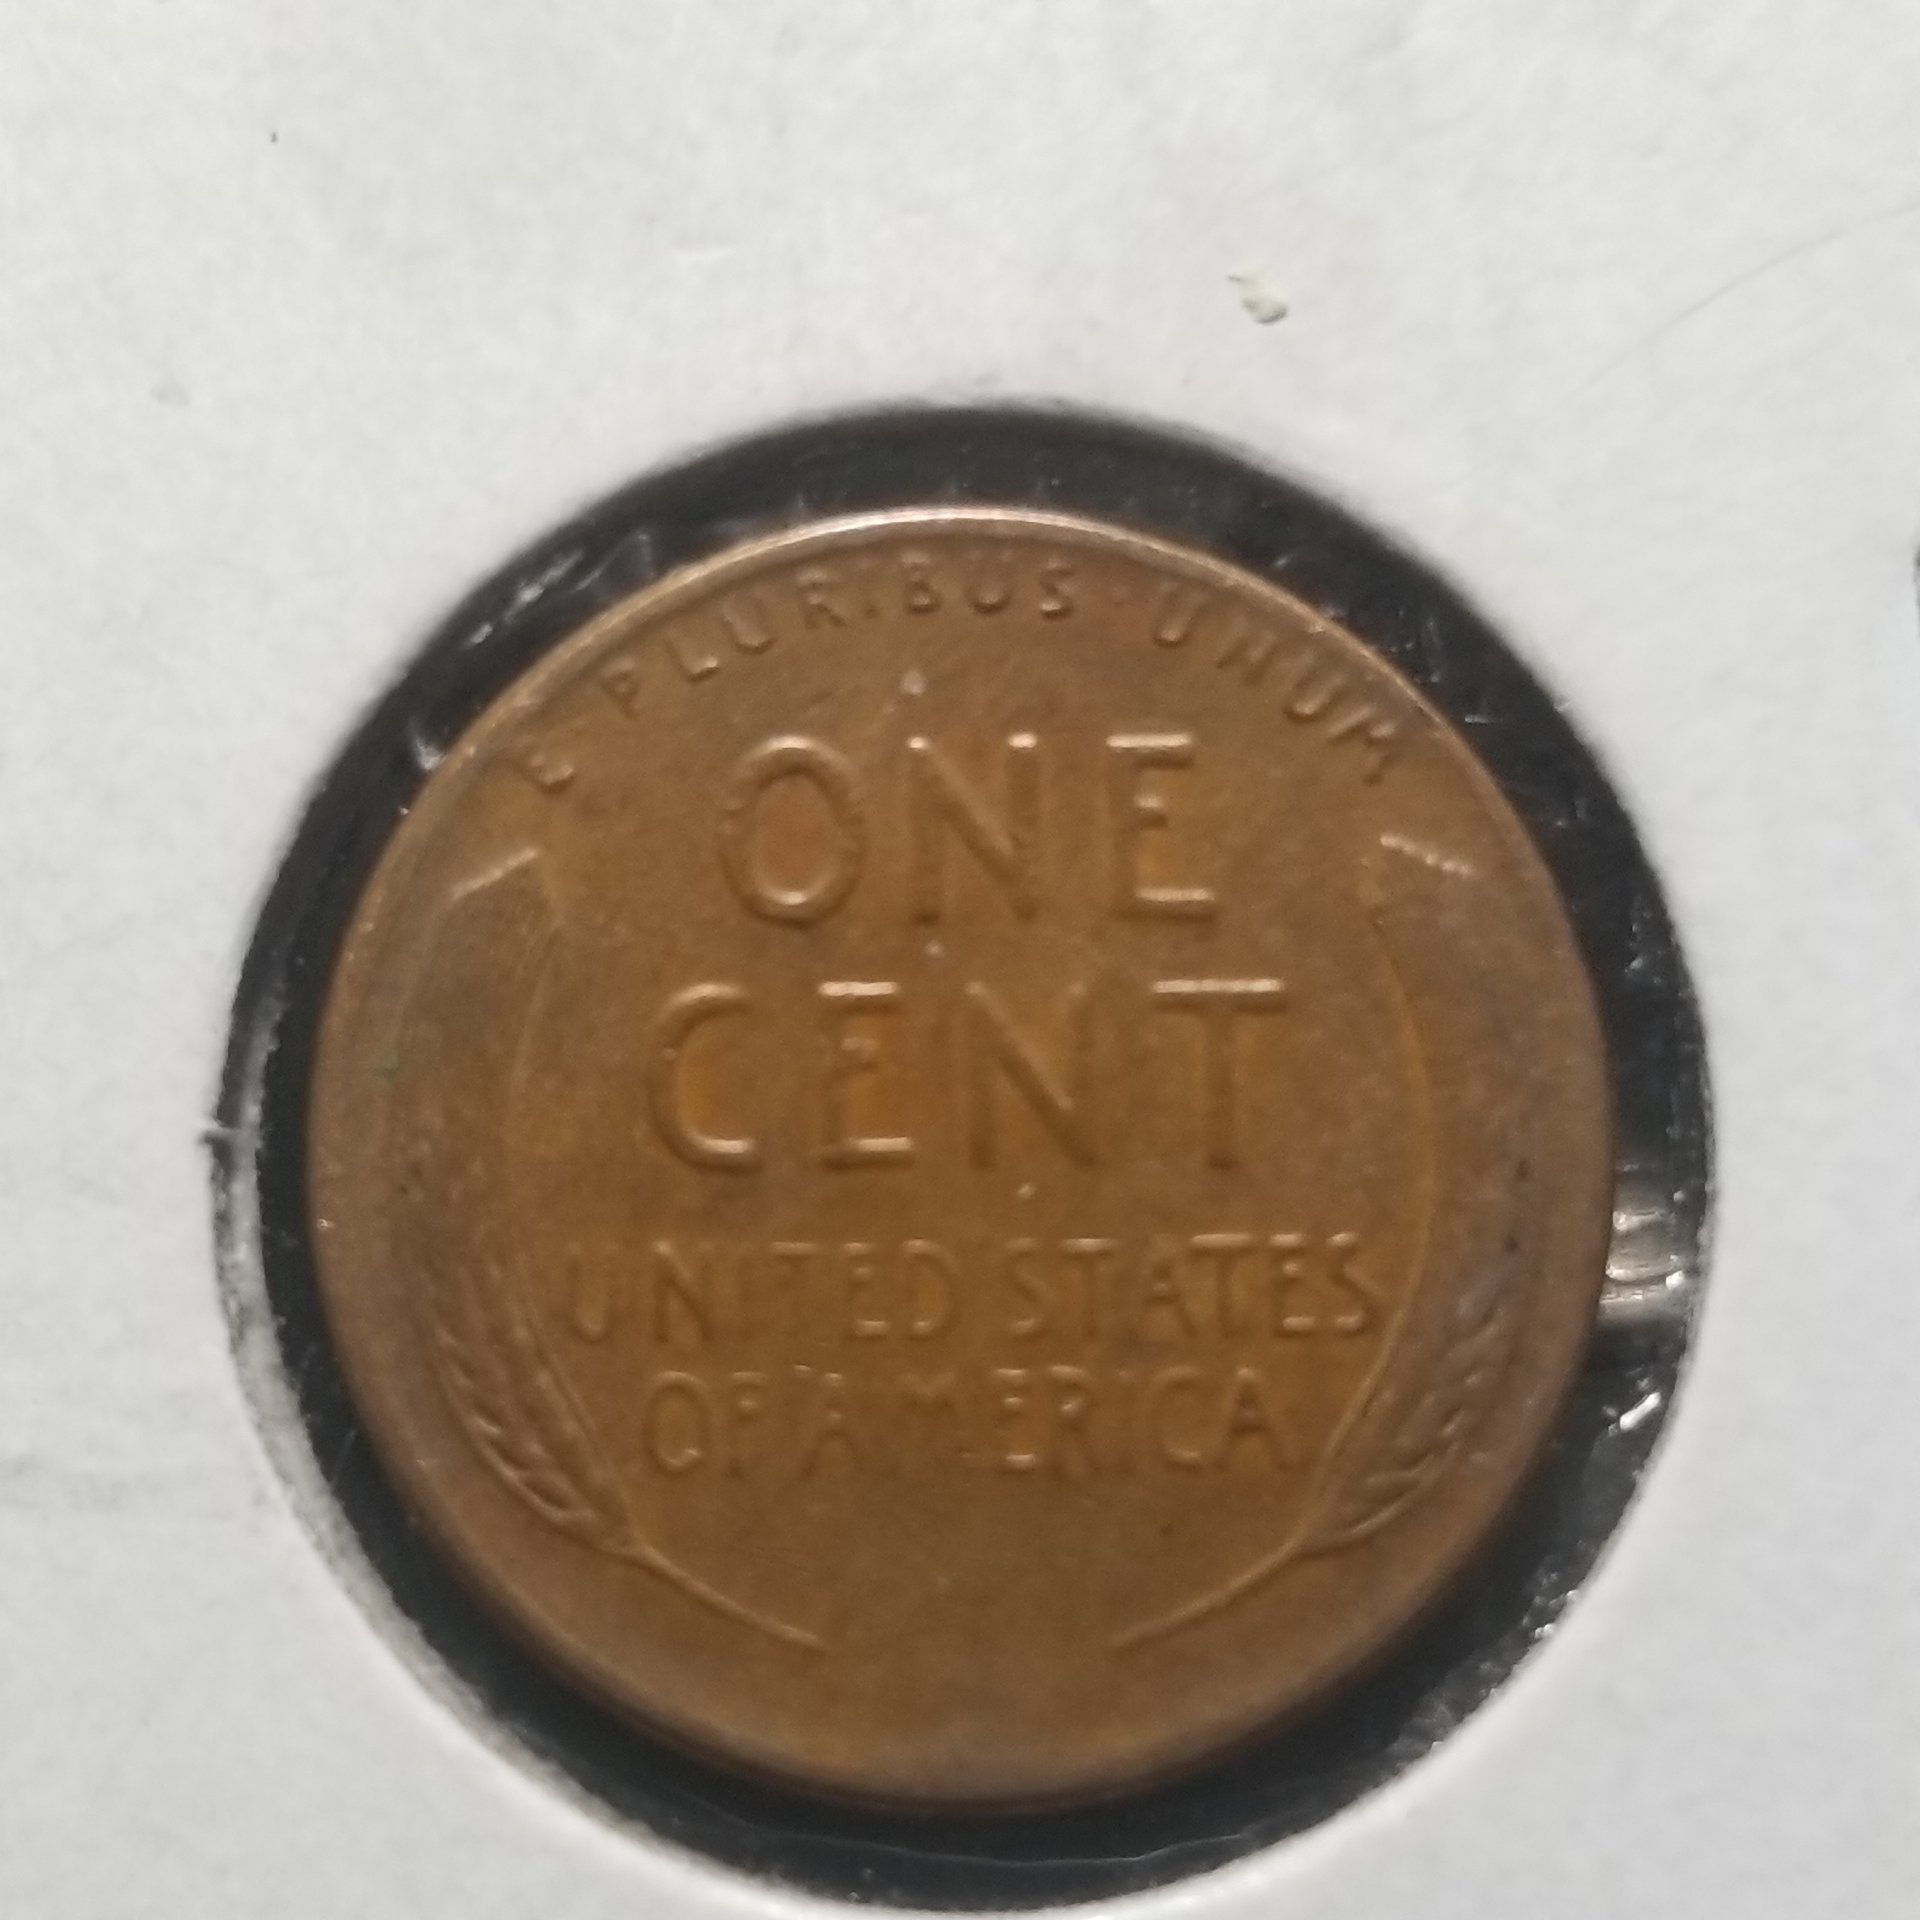 E PLURIBUS · UNUM
ONE
CENT
UNITED STATES
OF AMERICA